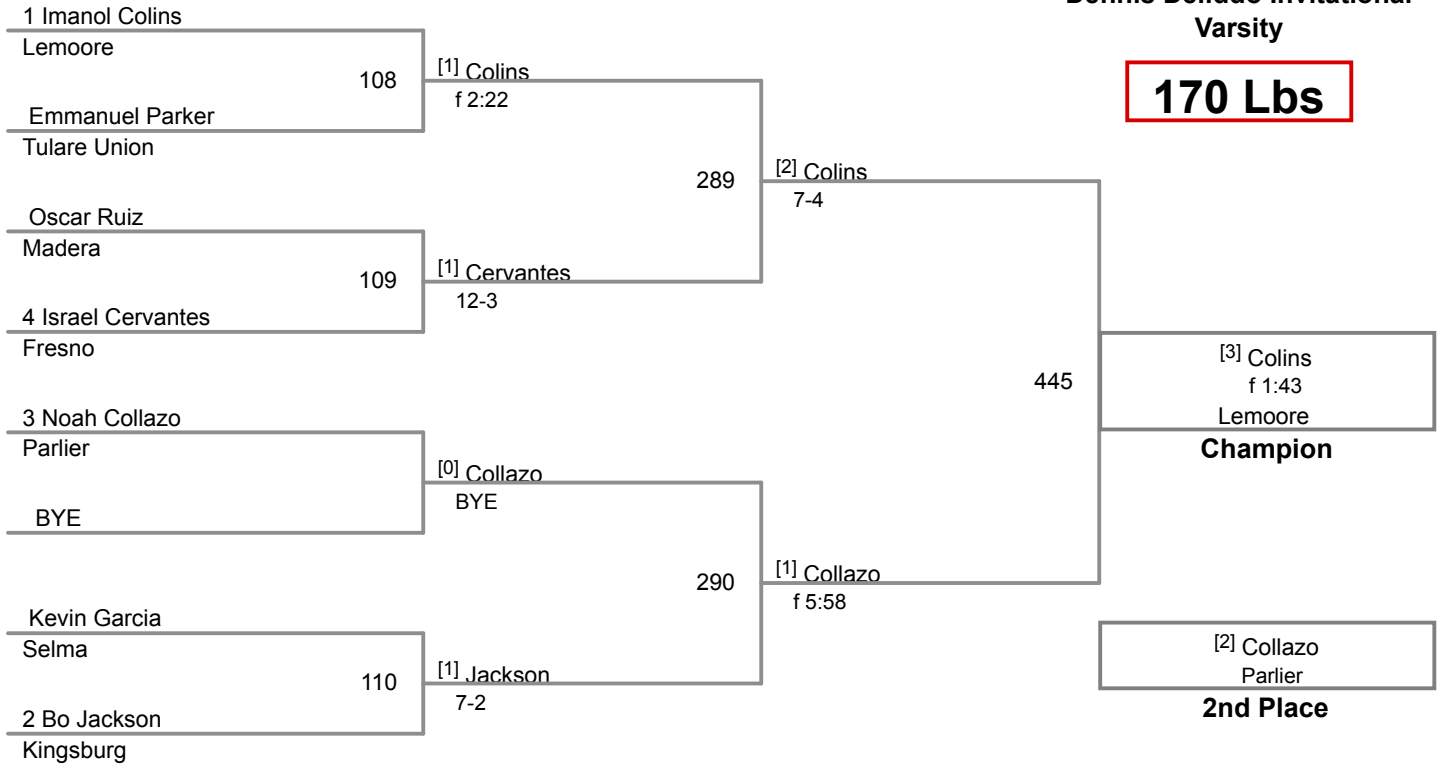 Varsity
170 Lbs
1 Imanol Colins
Lemoore
108
Emmanuel Parker
Tulare Union
[1] Colins
f 2:22
Oscar Ruiz
Madera
109
4 Israel Cervantes
Fresno
[1] Cervantes
12-3
289
[2] Colins
7-4
3 Noah Collazo
Parlier
BYE
[0] Collazo
BYE
Kevin Garcia
Selma
110
2 Bo Jackson
Kingsburg
[1] Jackson
7-2
290
[1] Collazo
f 5:58
445
[3] Colins
f 1:43
Lemoore
Champion
[2] Collazo
Parlier
2nd Place